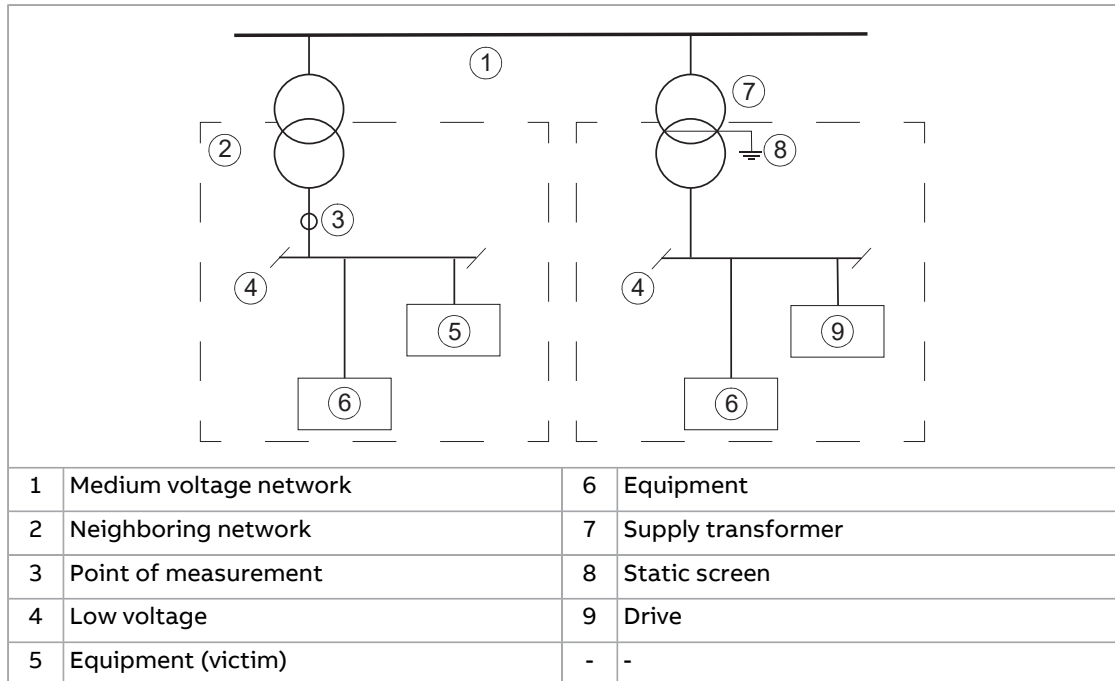 1
7
2
8
3
4
4
5
9
6
6
1 Medium voltage network 6 Equipment
2 Neighboring network 7 Supply transformer
3 Point of measurement 8 Static screen
4 Low voltage 9 Drive
5 Equipment (victim) - -